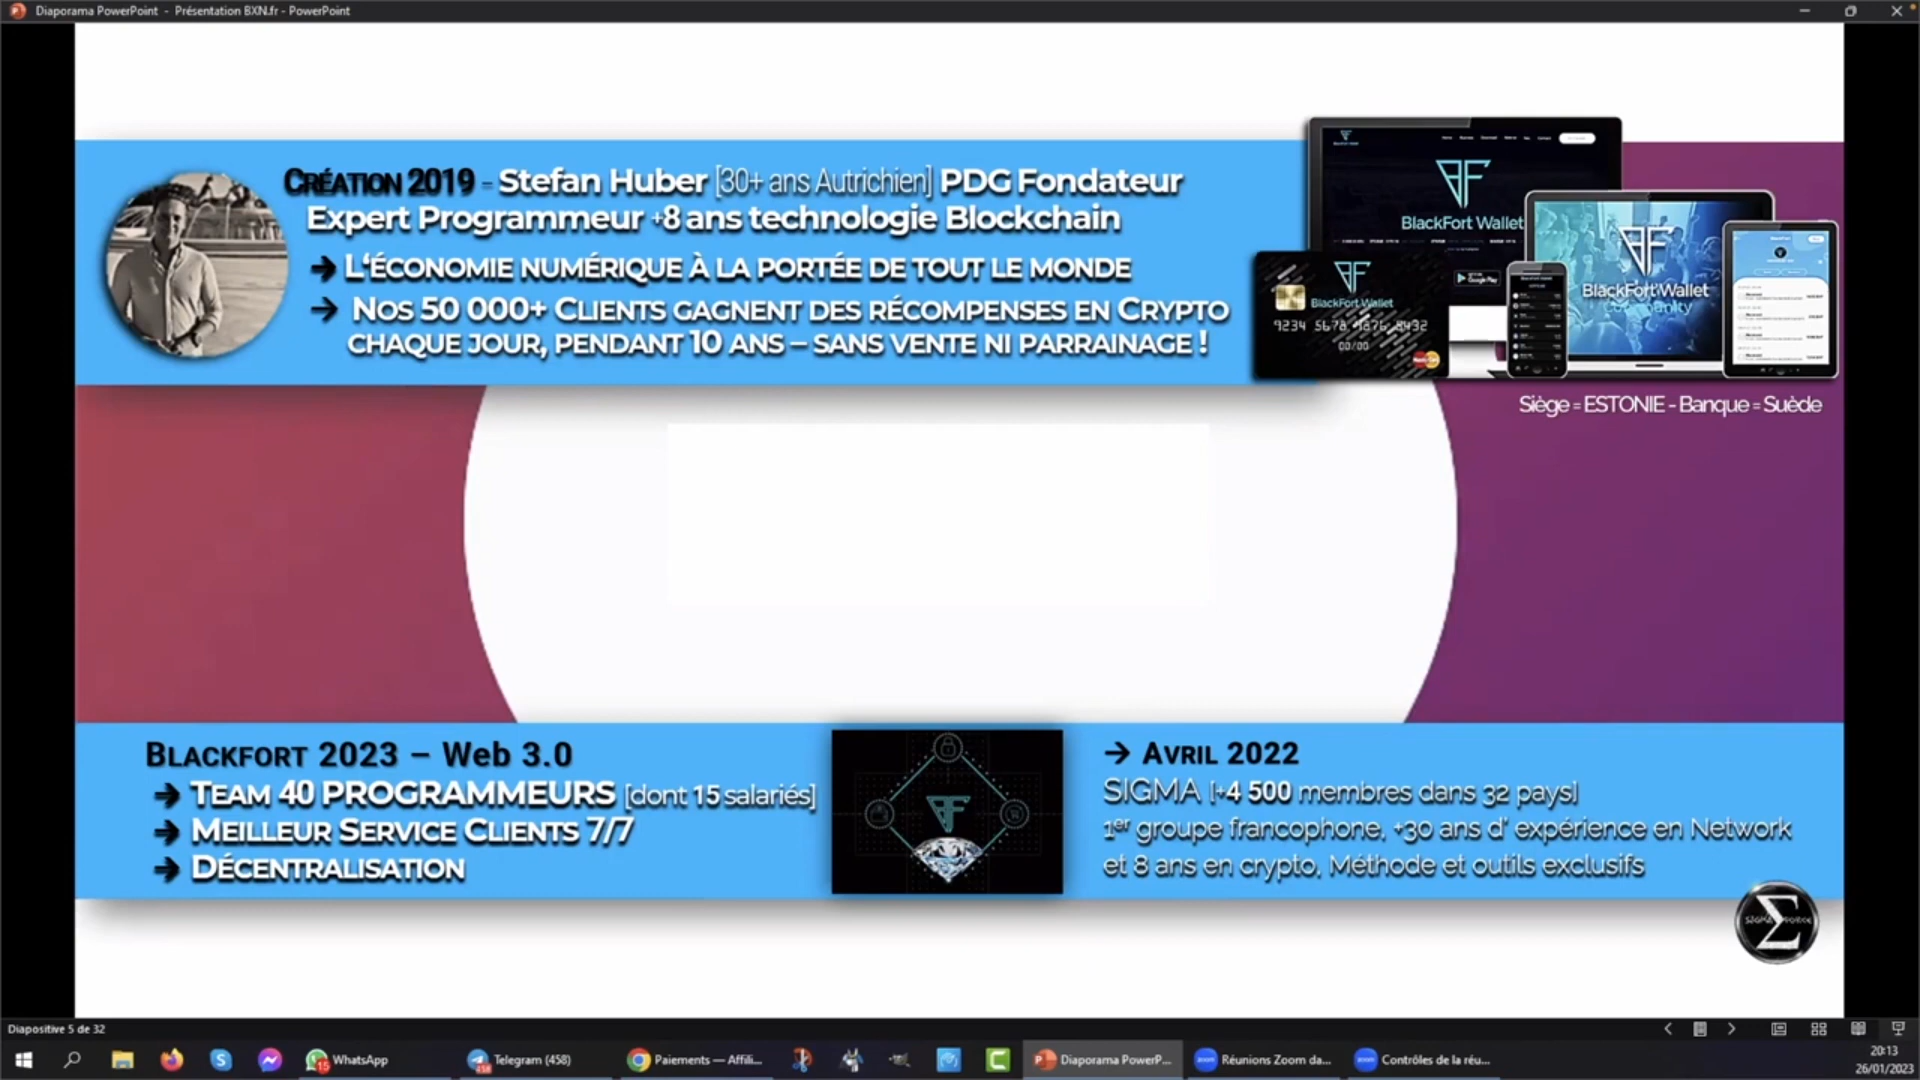 Diaporama PowerPoint - Présentation BXN.fr - PowerPoint
CRÉATION 2019 - Stefan Huber [30+ ans Autrichien] PDG Fondateur
Expert Programmeur +8 ans technologie Blockchain
➔ L'ÉCONOMIE NUMÉRIQUE À LA PORTÉE DE TOUT LE MONDE
➔ NOS 50 000+ CLIENTS GAGNENT DES RÉCOMPENSES EN CRYPTO
CHAQUE JOUR, PENDANT 10 ANS – SANS VENTE NI PARRAINAGE !
BlackFort Wallet
BlackFort Wallet
Community
Google Play
BlackFort Wallet
9234 5678 9876 8432
00/00
Siège = ESTONIE - Banque = Suède
BLACKFORT 2023 – WEB 3.0
➔ TEAM 40 PROGRAMMEURS [dont 15 salariés]
➔ MEILLEUR SERVICE CLIENTS 7/7
➔ DÉCENTRALISATION
→ AVRIL 2022
SIGMA [+4 500 membres dans 32 pays]
1er groupe francophone, +30 ans d' expérience en Network
et 8 ans en crypto, Méthode et outils exclusifs
Σ
Diapositive 5 de 32
15
WhatsApp
Telegram (458)
Paiements — Affili...
Diaporama PowerP...
zoom
Réunions Zoom da...
zoom
Contrôles de la réu...
20:13
26/01/2023